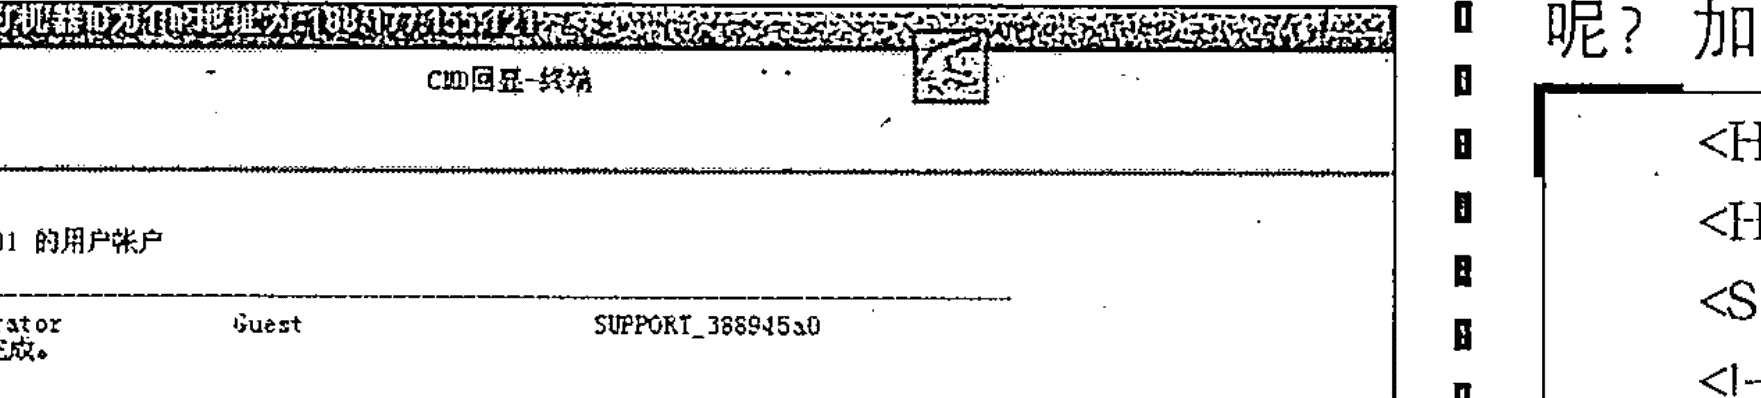 CMD回显-终端
01 的用户帐户
rator Guest SUPPORT_388945a0
完成。
呢？ 加
<H
<H
<S
<!-